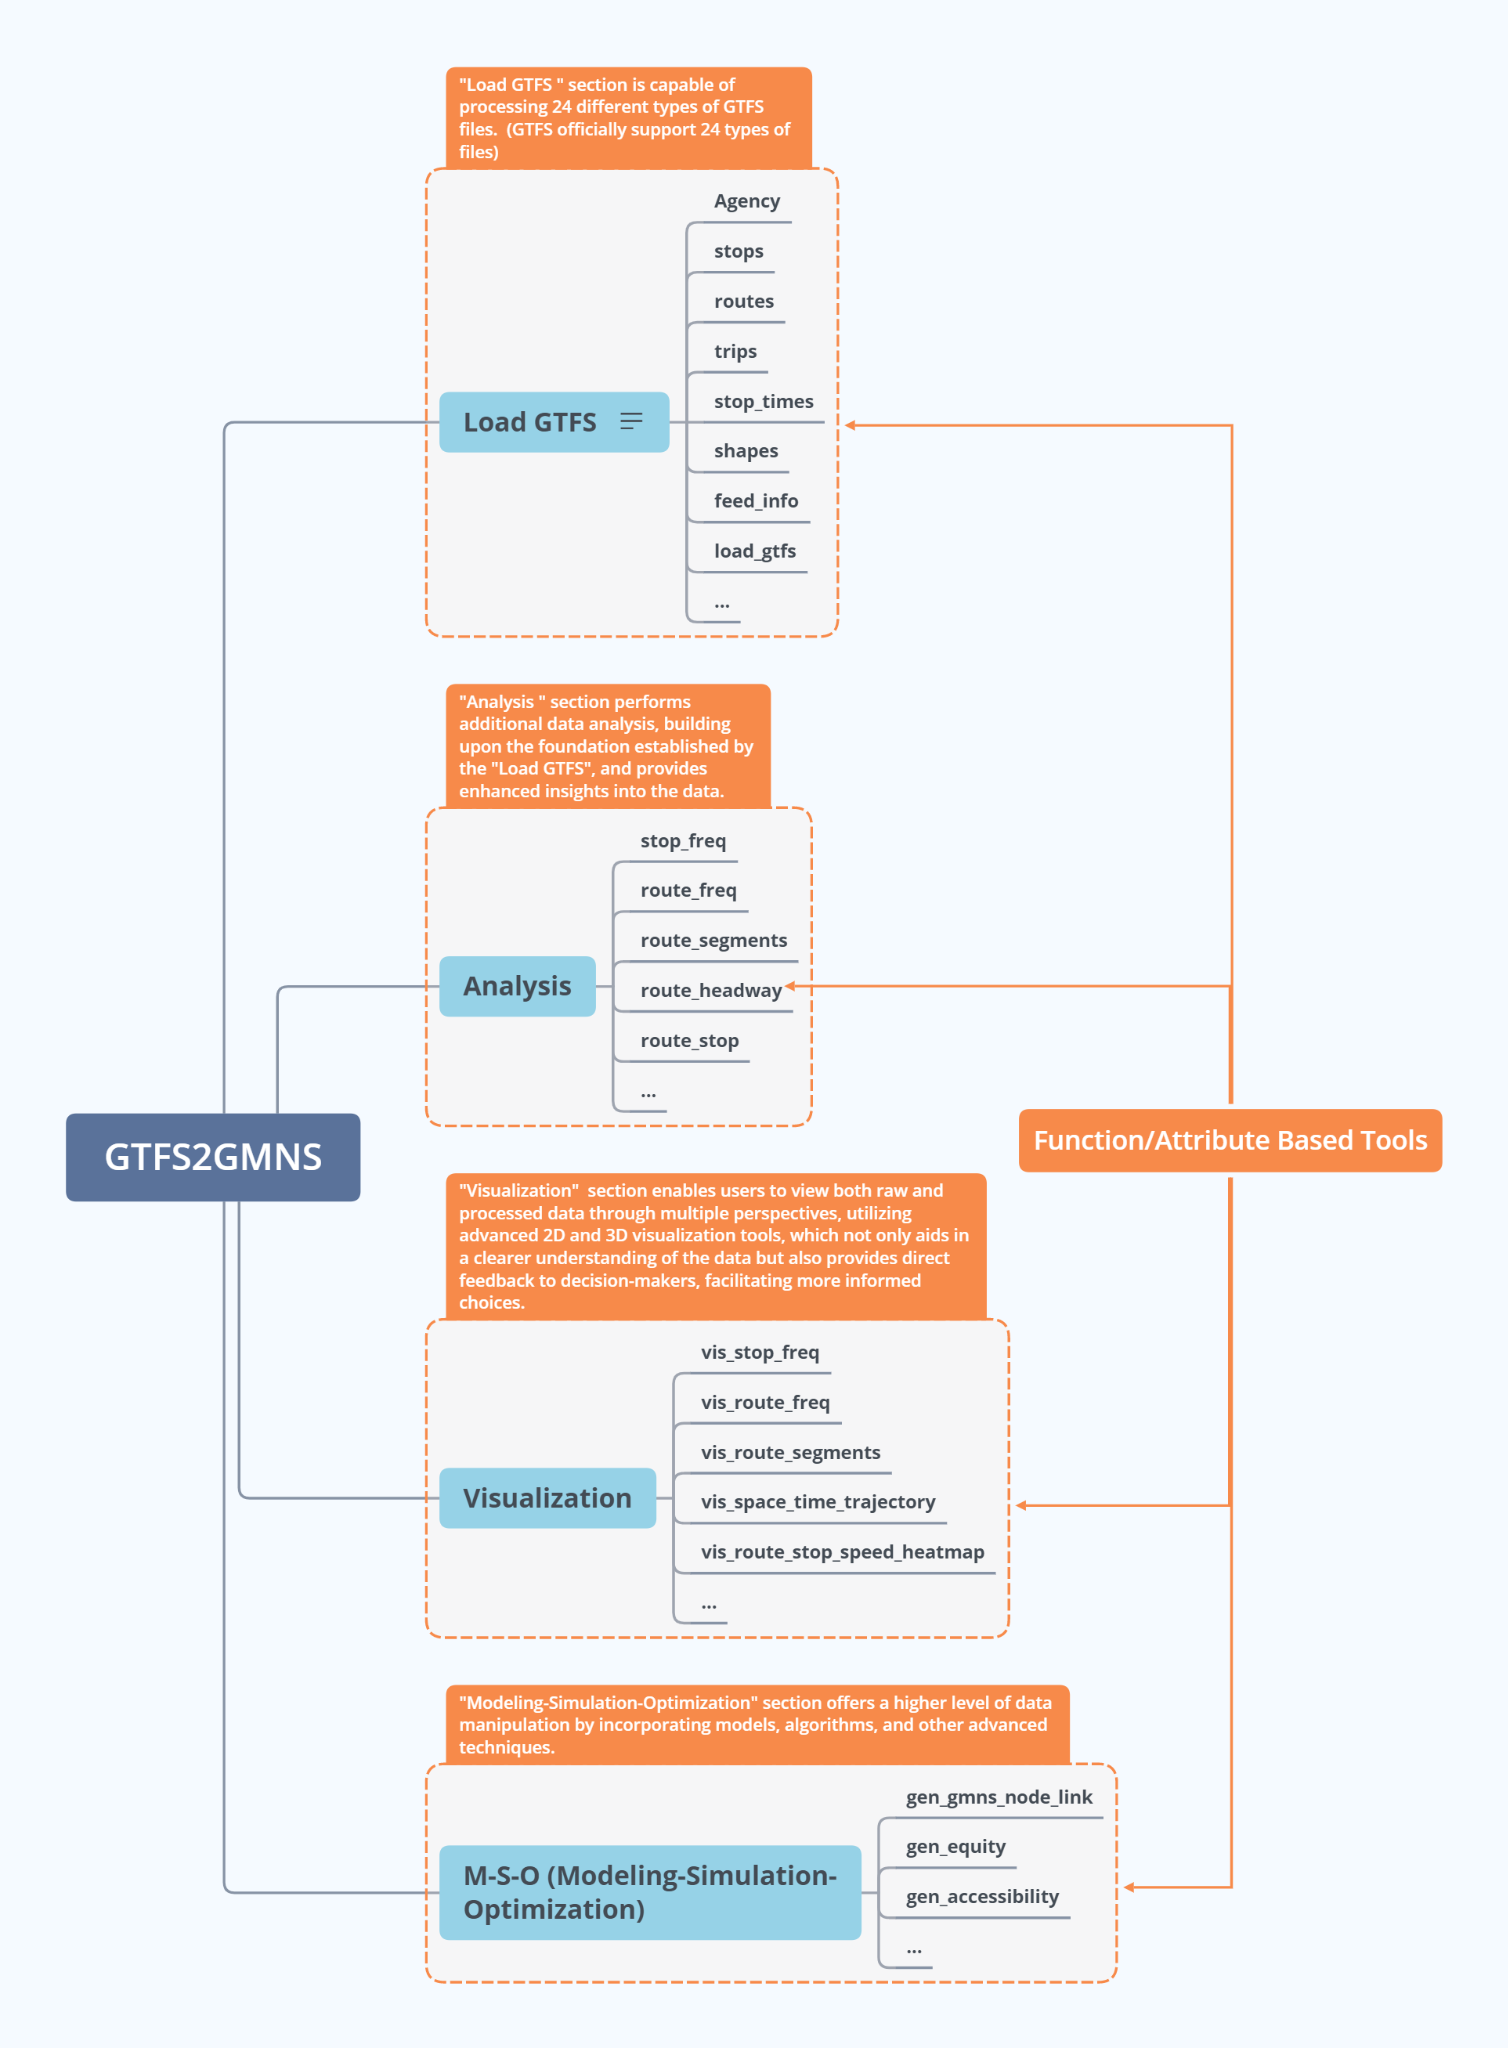 "Load GTFS " section is capable of
processing 24 different types of GTFS
files.  (GTFS officially support 24 types of
files)
Agency
stops
routes
trips
stop_times
Load GTFS
shapes
feed_info
load_gtfs
...
"Analysis " section performs
additional data analysis, building
upon the foundation established by
the "Load GTFS", and provides
enhanced insights into the data.
stop_freq
route_freq
route_segments
Analysis
route_headway
route_stop
...
GTFS2GMNS
Function/Attribute Based Tools
"Visualization"  section enables users to view both raw and
processed data through multiple perspectives, utilizing
advanced 2D and 3D visualization tools, which not only aids in
a clearer understanding of the data but also provides direct
feedback to decision-makers, facilitating more informed
choices.
vis_stop_freq
vis_route_freq
vis_route_segments
Visualization
vis_space_time_trajectory
vis_route_stop_speed_heatmap
...
"Modeling-Simulation-Optimization" section offers a higher level of data
manipulation by incorporating models, algorithms, and other advanced
techniques.
gen_gmns_node_link
gen_equity
M-S-O (Modeling-Simulation-
Optimization)
gen_accessibility
...